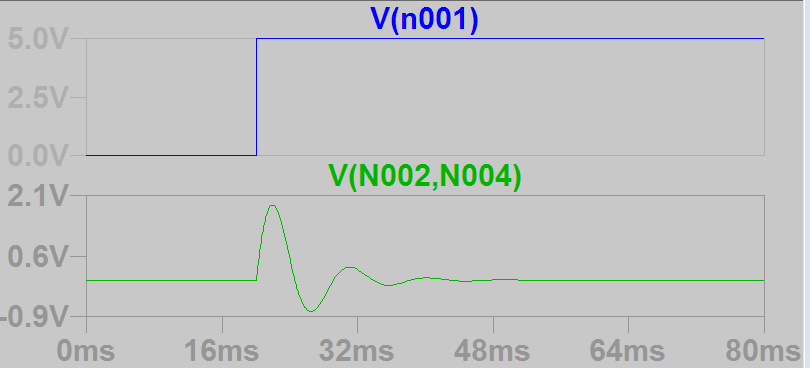 V(n001)
5.0V
2.5V
0.0V
V(N002,N004)
2.1V
0.6V
-0.9V
0ms 16ms 32ms 48ms 64ms 80ms